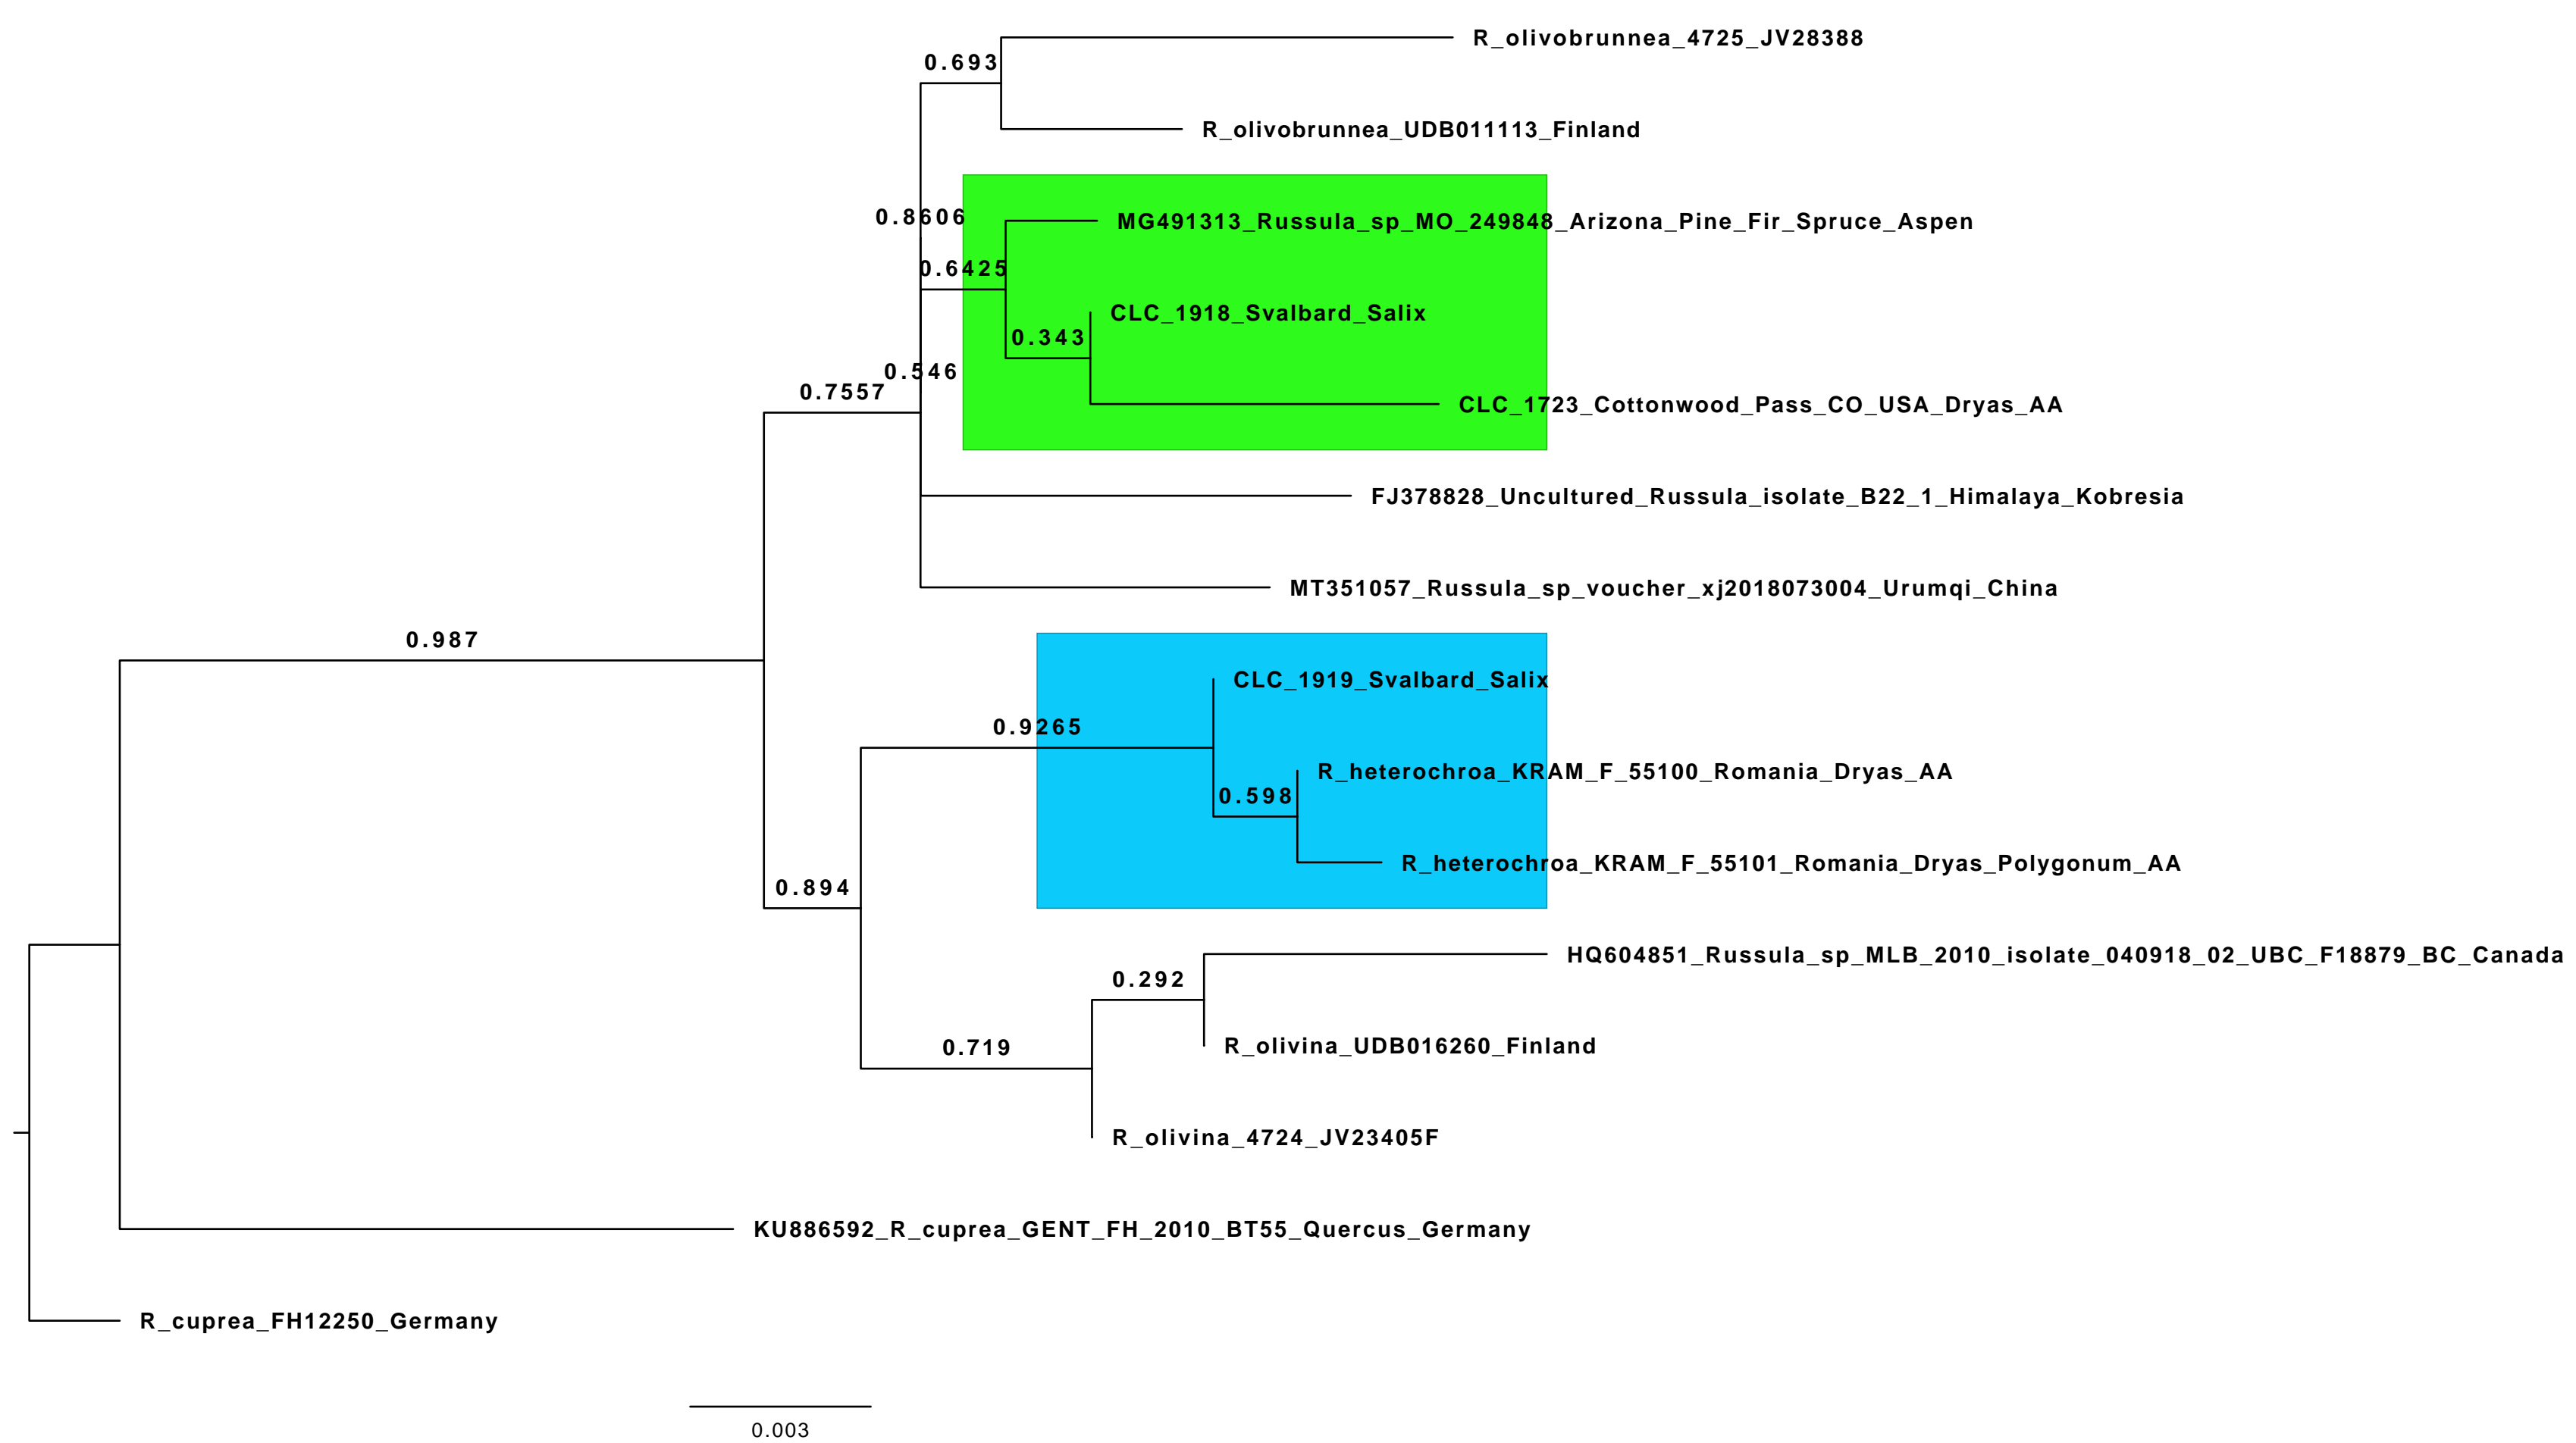 R_olivobrunnea_4725_JV28388
0.693
R_olivobrunnea_UDB011113_Finland
0.8606
MG491313_Russula_sp_MO_249848_Arizona_Pine_Fir_Spruce_Aspen
0.6425
CLC_1918_Svalbard_Salix
0.343
0.546
0.7557
CLC_1723_Cottonwood_Pass_CO_USA_Dryas_AA
FJ378828_Uncultured_Russula_isolate_B22_1_Himalaya_Kobresia
MT351057_Russula_sp_voucher_xj2018073004_Urumqi_China
0.987
CLC_1919_Svalbard_Salix
0.9265
R_heterochroa_KRAM_F_55100_Romania_Dryas_AA
0.598
R_heterochroa_KRAM_F_55101_Romania_Dryas_Polygonum_AA
0.894
HQ604851_Russula_sp_MLB_2010_isolate_040918_02_UBC_F18879_BC_Canada
0.292
R_olivina_UDB016260_Finland
0.719
R_olivina_4724_JV23405F
KU886592_R_cuprea_GENT_FH_2010_BT55_Quercus_Germany
R_cuprea_FH12250_Germany
0.003